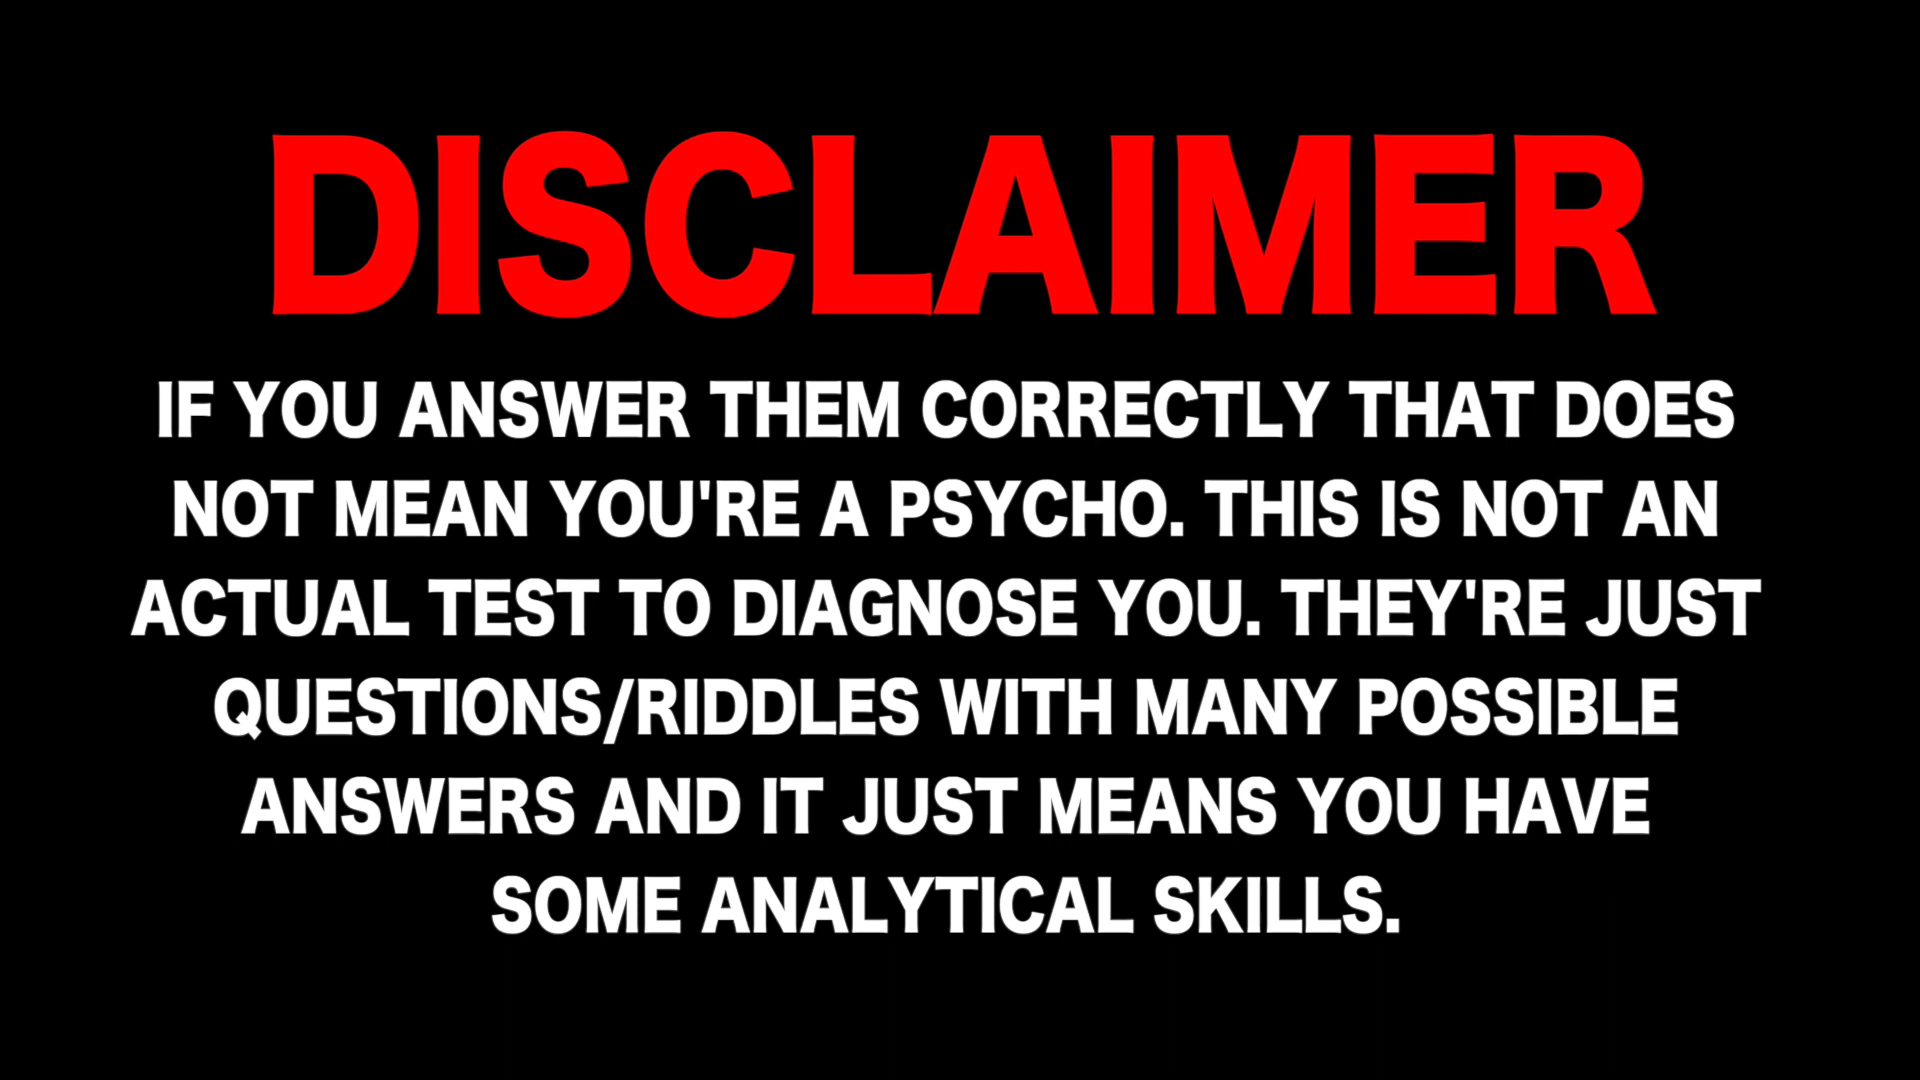 DISCLAIMER
IF YOU ANSWER THEM CORRECTLY THAT DOES
NOT MEAN YOU'RE A PSYCHO. THIS IS NOT AN
ACTUAL TEST TO DIAGNOSE YOU. THEY'RE JUST
QUESTIONS/RIDDLES WITH MANY POSSIBLE
ANSWERS AND IT JUST MEANS YOU HAVE
SOME ANALYTICAL SKILLS.